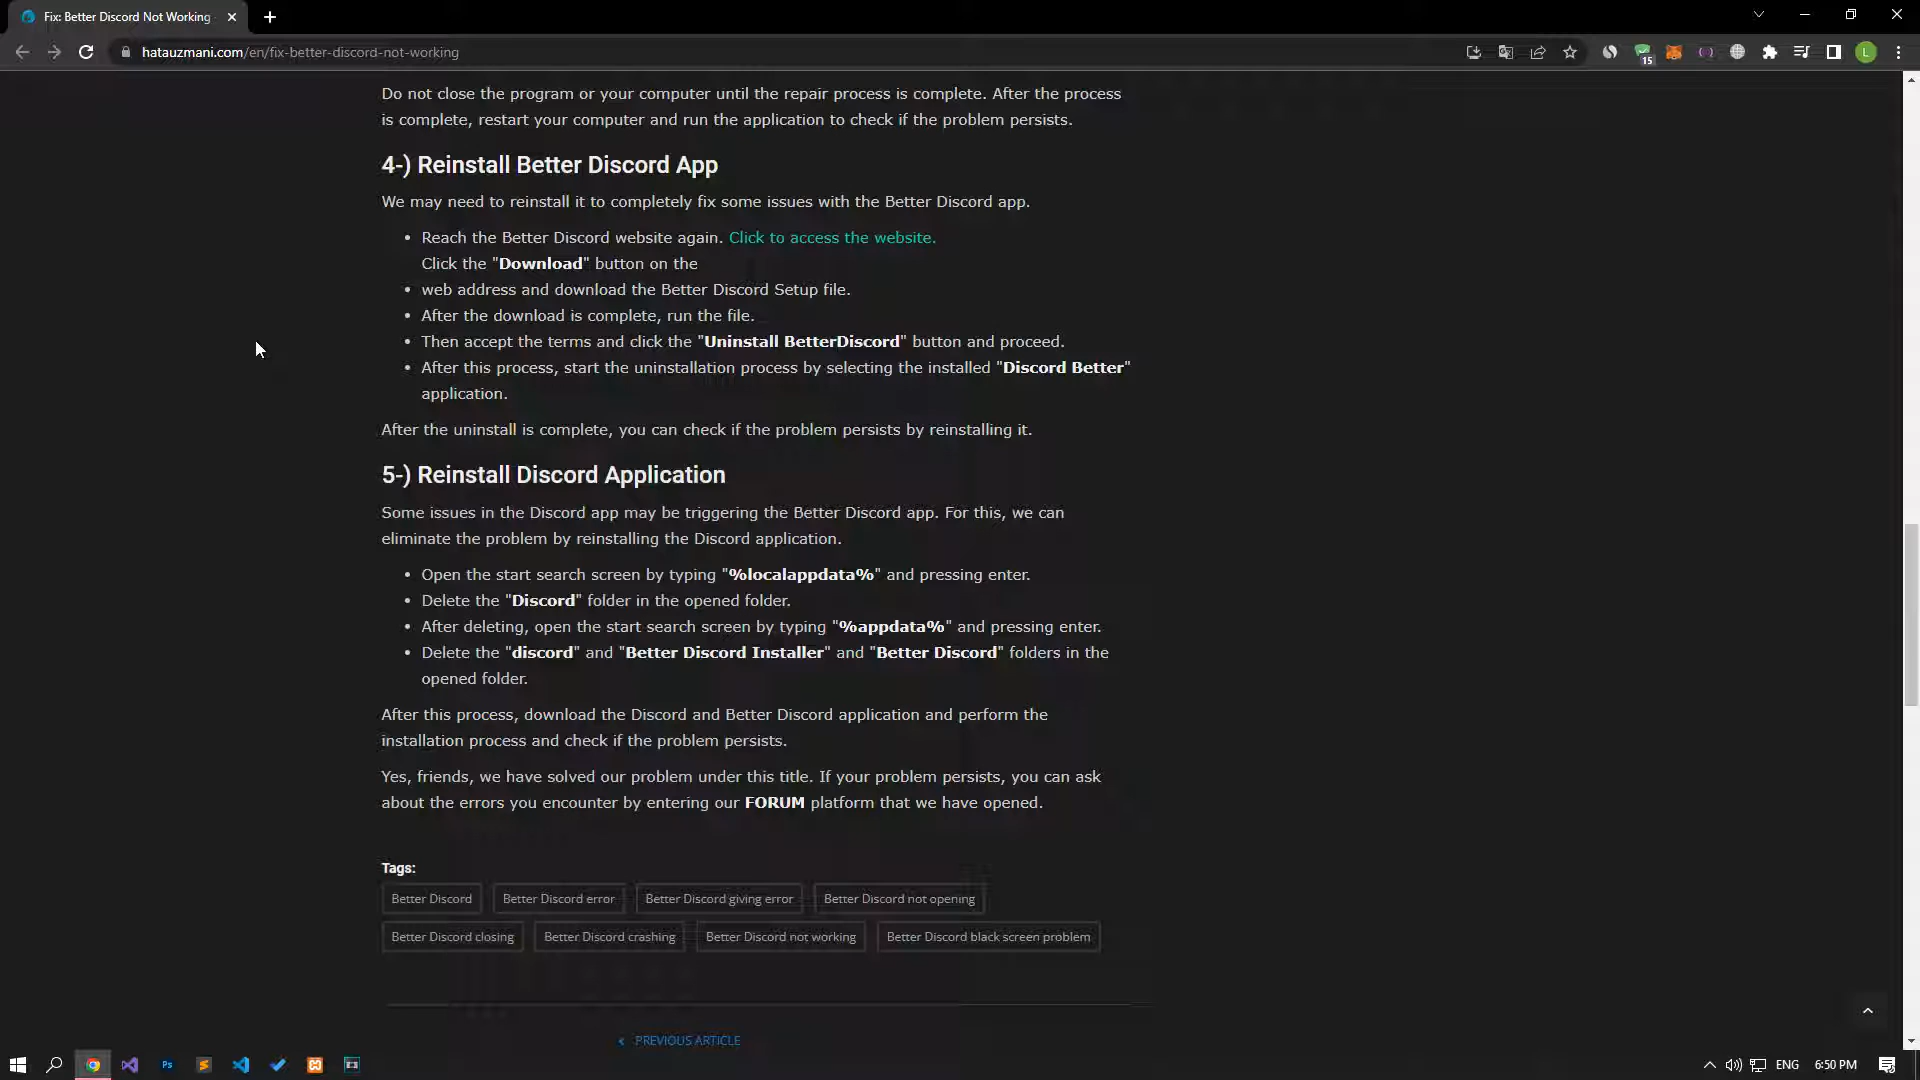 Fix: Better Discord Not Working
hatauzmani.com/en/fix-better-discord-not-working
15
L
Do not close the program or your computer until the repair process is complete. After the process
is complete, restart your computer and run the application to check if the problem persists.
4-) Reinstall Better Discord App
We may need to reinstall it to completely fix some issues with the Better Discord app.
• Reach the Better Discord website again. Click to access the website.
Click the "Download" button on the
• web address and download the Better Discord Setup file.
• After the download is complete, run the file.
• Then accept the terms and click the "Uninstall BetterDiscord" button and proceed.
• After this process, start the uninstallation process by selecting the installed "Discord Better"
application.
After the uninstall is complete, you can check if the problem persists by reinstalling it.
5-) Reinstall Discord Application
Some issues in the Discord app may be triggering the Better Discord app. For this, we can
eliminate the problem by reinstalling the Discord application.
• Open the start search screen by typing "%localappdata%" and pressing enter.
• Delete the "Discord" folder in the opened folder.
• After deleting, open the start search screen by typing "%appdata%" and pressing enter.
• Delete the "discord" and "Better Discord Installer" and "Better Discord" folders in the
opened folder.
After this process, download the Discord and Better Discord application and perform the
installation process and check if the problem persists.
Yes, friends, we have solved our problem under this title. If your problem persists, you can ask
about the errors you encounter by entering our FORUM platform that we have opened.
Tags:
Better Discord Better Discord error Better Discord giving error Better Discord not opening
Better Discord closing Better Discord crashing Better Discord not working Better Discord black screen problem
PREVIOUS ARTICLE
Ps
ENG 6:50 PM